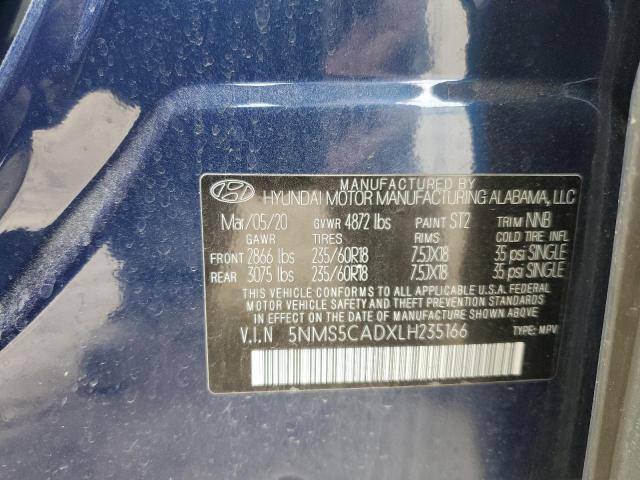 MANUFACTURED BY
HYUNDAI MOTOR MANUFACTURING ALABAMA, LLC
Mar/05/20 GVWR 4872 lbs PAINT ST2 TRIM NNB
GAWR TIRES RIMS COLD TIRE INFL
FRONT 2866 lbs 235/60R18 7.5JX18 35 psi SINGLE
REAR 3075 lbs 235/60R18 7.5JX18 35 psi SINGLE
THIS VEHICLE CONFORMS TO ALL APPLICABLE U.S.A. FEDERAL
MOTOR VEHICLE SAFETY AND THEFT PREVENTION STANDARDS
IN EFFECT ON THE DATE OF MANUFACTURE SHOWN ABOVE.
V.I.N 5NMS5CADXLH235166 TYPE: MPV